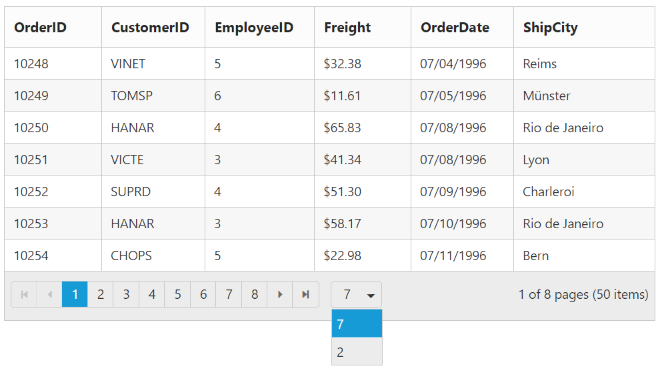 OrderID CustomerID EmployeeID Freight OrderDate ShipCity
10248 VINET 5 $32.38 07/04/1996 Reims
10249 TOMSP 6 $11.61 07/05/1996 Münster
10250 HANAR 4 $65.83 07/08/1996 Rio de Janeiro
10251 VICTE 3 $41.34 07/08/1996 Lyon
10252 SUPRD 4 $51.30 07/09/1996 Charleroi
10253 HANAR 3 $58.17 07/10/1996 Rio de Janeiro
10254 CHOPS 5 $22.98 07/11/1996 Bern
1 2 3 4 5 6 7 8 7 1 of 8 pages (50 items)
7
2